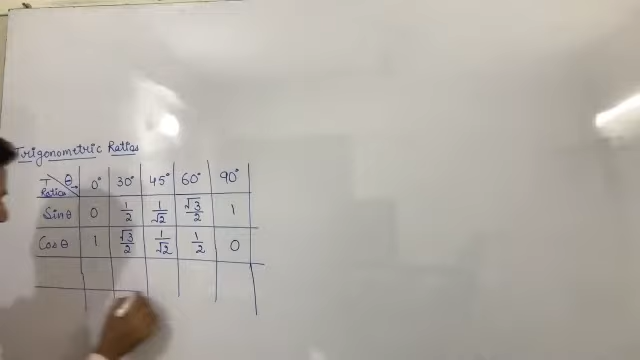 Trigonometric Ratios
T Ratios θ 0° 30° 45° 60° 90°
Sinθ 0 1/2 1/√2 √3/2 1
Cosθ 1 √3/2 1/√2 1/2 0